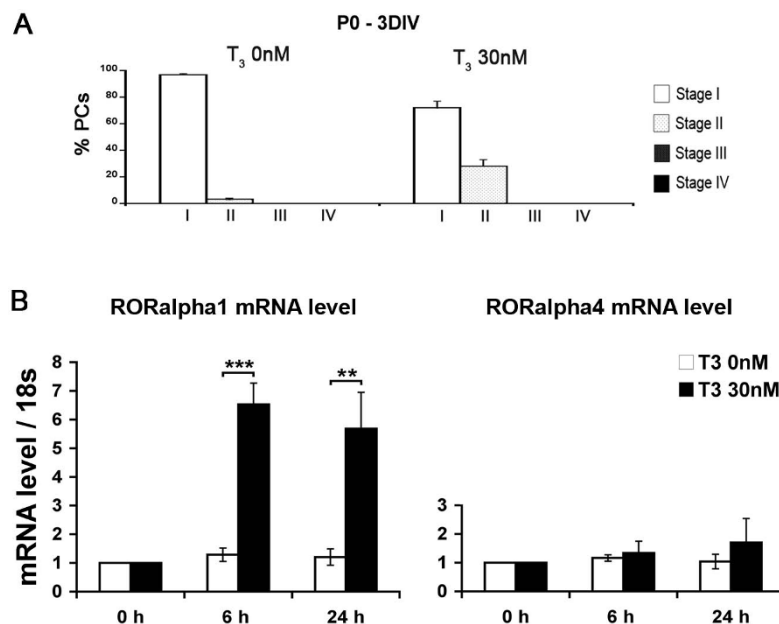 A
P0 - 3DIV
T3 0nM
T3 30nM
% PCs
100
80
60
40
20
0
I II III IV
I II III IV
Stage I
Stage II
Stage III
Stage IV
B
RORalpha1 mRNA level
RORalpha4 mRNA level
mRNA level / 18s
8
7
6
5
4
3
2
1
0
***
**
0 h 6 h 24 h
T3 0nM
T3 30nM
3
2
1
0
0 h 6 h 24 h